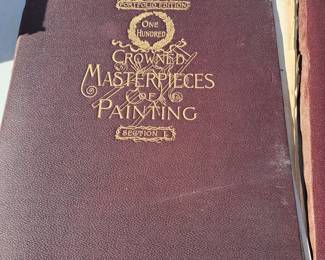 PORTFOLIO EDITION
ONE
HUNDRED
CROWNED
MASTERPIECES
OF
PAINTING
SECTION I.